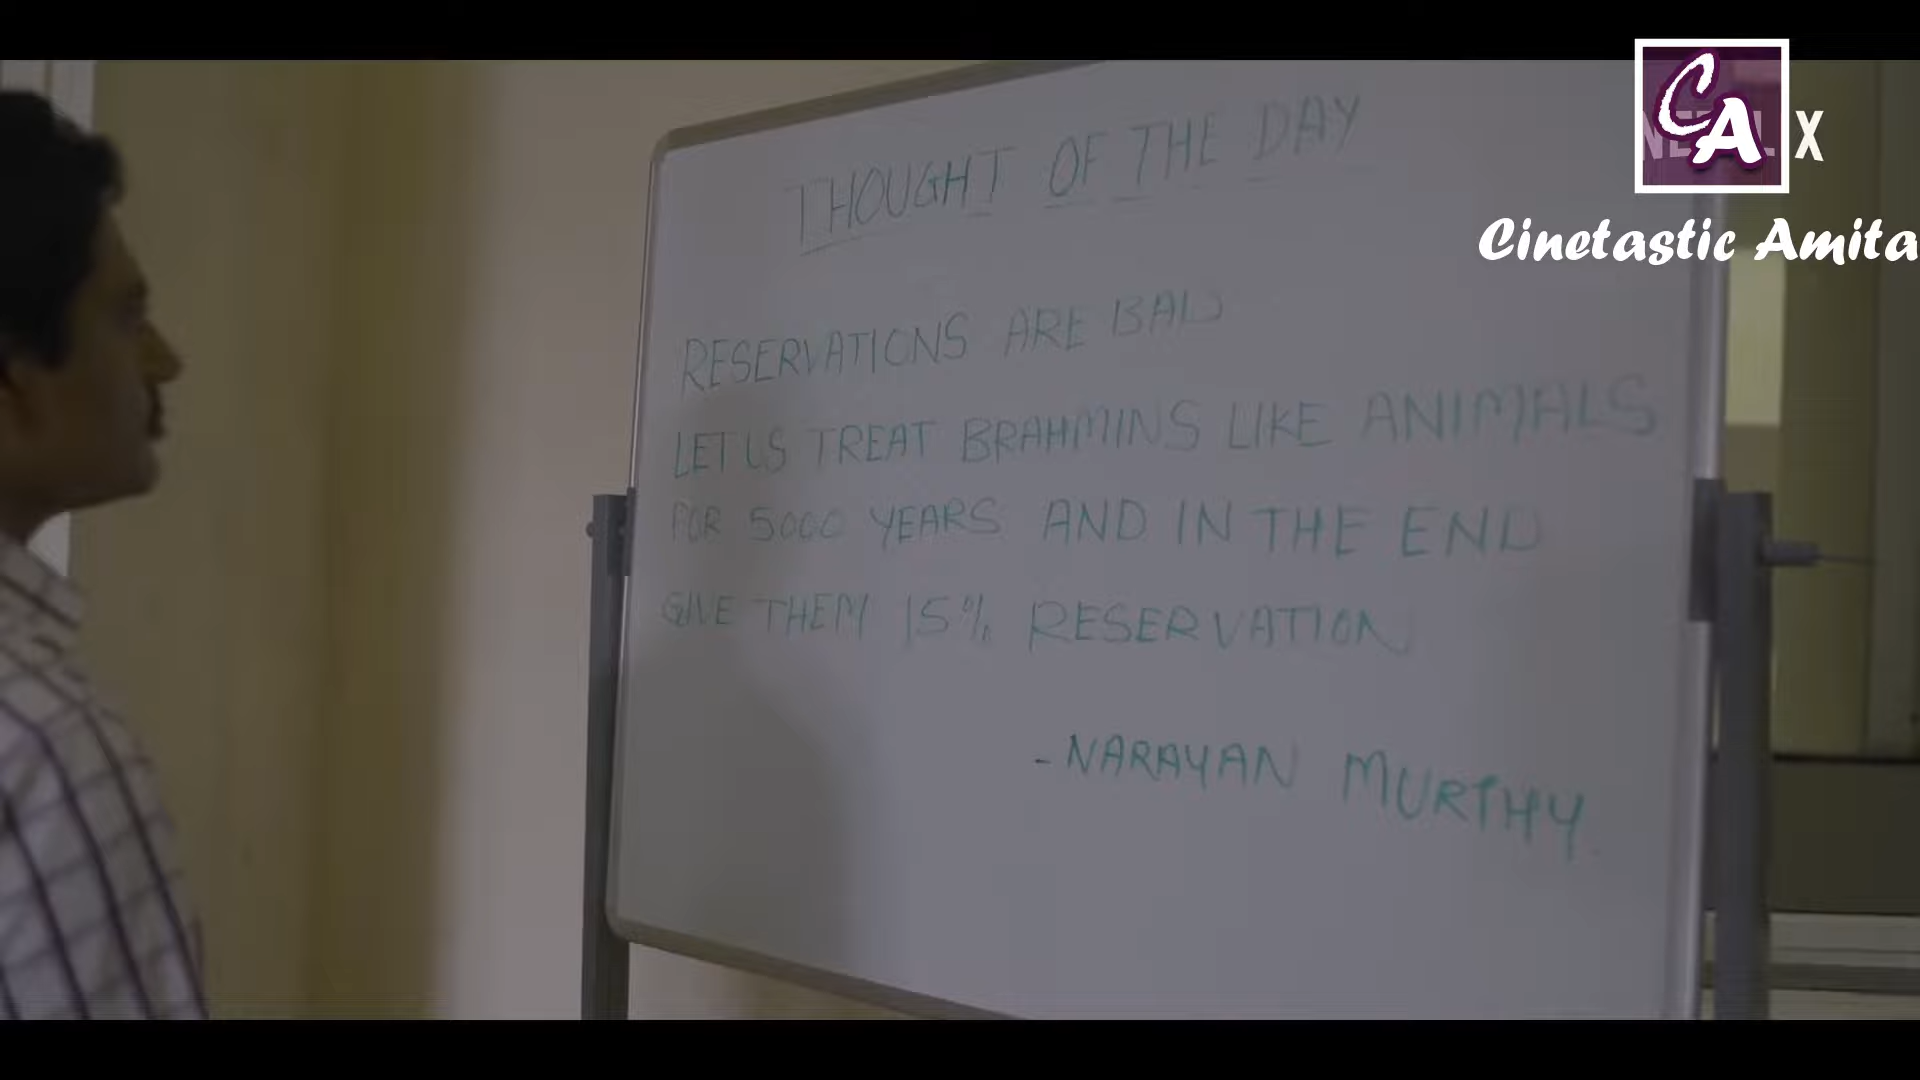 THOUGHT OF THE DAY
RESERVATIONS ARE BAD
LET US TREAT BRAHMINS LIKE ANIMALS
FOR 5000 YEARS AND IN THE END
GIVE THEM 15% RESERVATION
- NARAYAN MURTHY.
CA
Cinetastic Amita